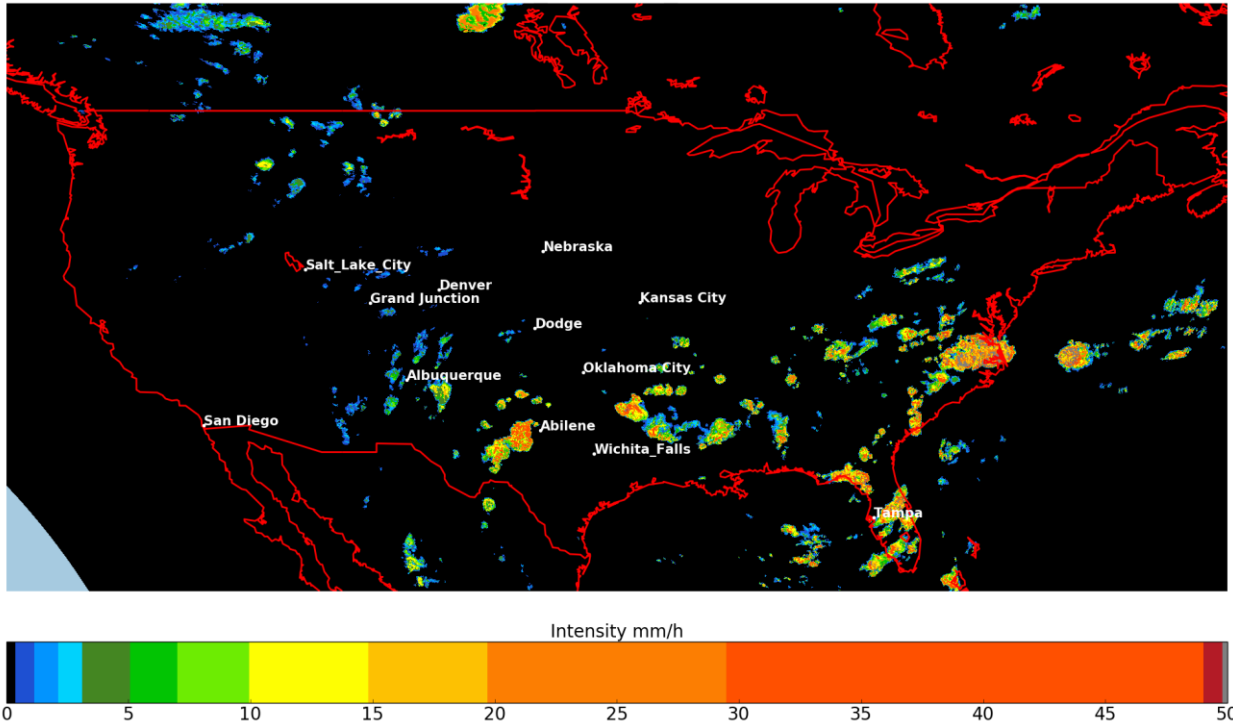 Nebraska
Salt_Lake_City
Denver
Grand Junction
Kansas City
Dodge
Oklahoma City
Albuquerque
San Diego
Abilene
Wichita_Falls
Tampa
Intensity mm/h
0 5 10 15 20 25 30 35 40 45 50